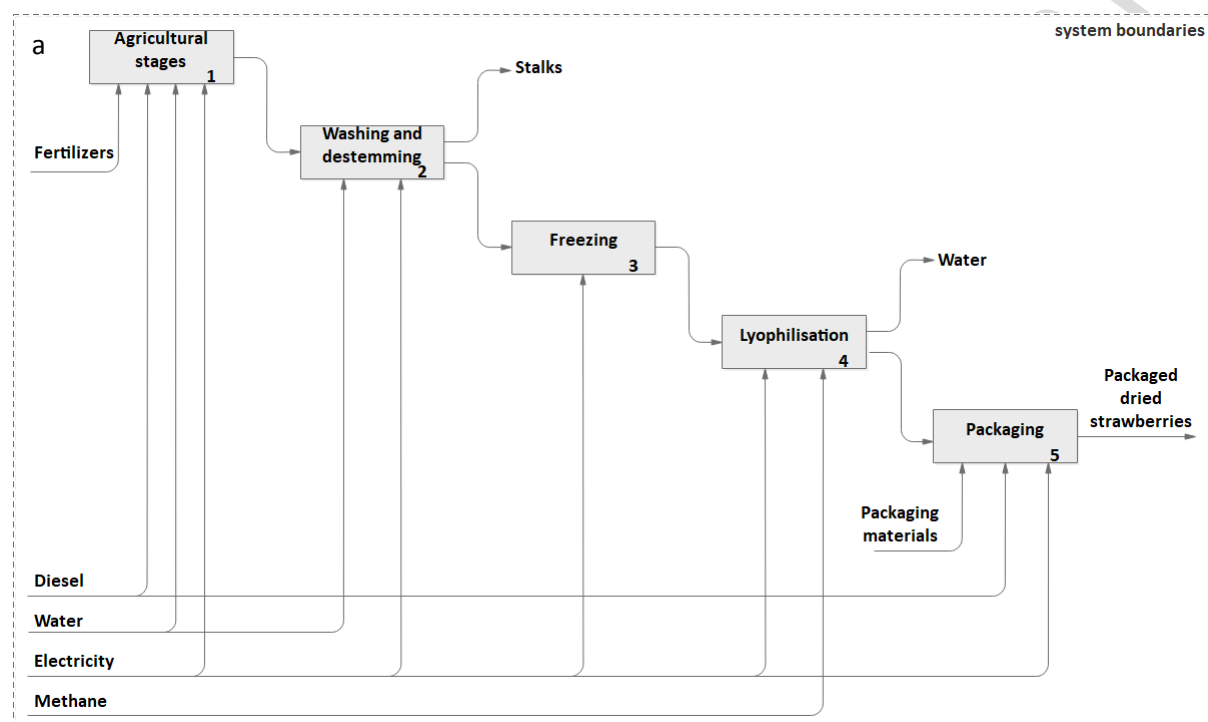 system boundaries
a
Agricultural
stages
1
Stalks
Washing and
destemming
2
Fertilizers
Freezing
3
Water
Lyophilisation
4
Packaged
dried
strawberries
Packaging
5
Packaging
materials
Diesel
Water
Electricity
Methane